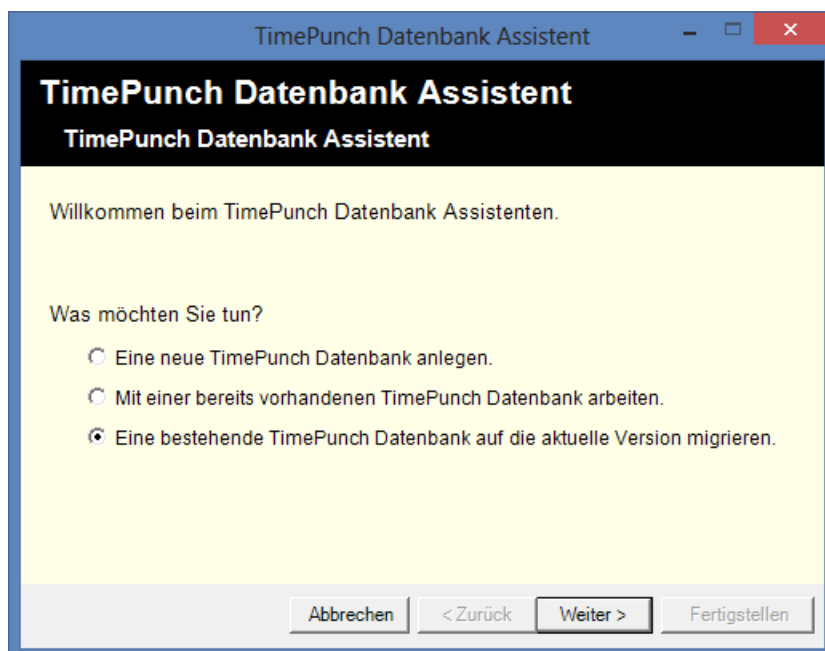 TimePunch Datenbank Assistent
TimePunch Datenbank Assistent
TimePunch Datenbank Assistent
Willkommen beim TimePunch Datenbank Assistenten.
Was möchten Sie tun?
Eine neue TimePunch Datenbank anlegen.
Mit einer bereits vorhandenen TimePunch Datenbank arbeiten.
Eine bestehende TimePunch Datenbank auf die aktuelle Version migrieren.
Abbrechen < Zurück Weiter > Fertigstellen